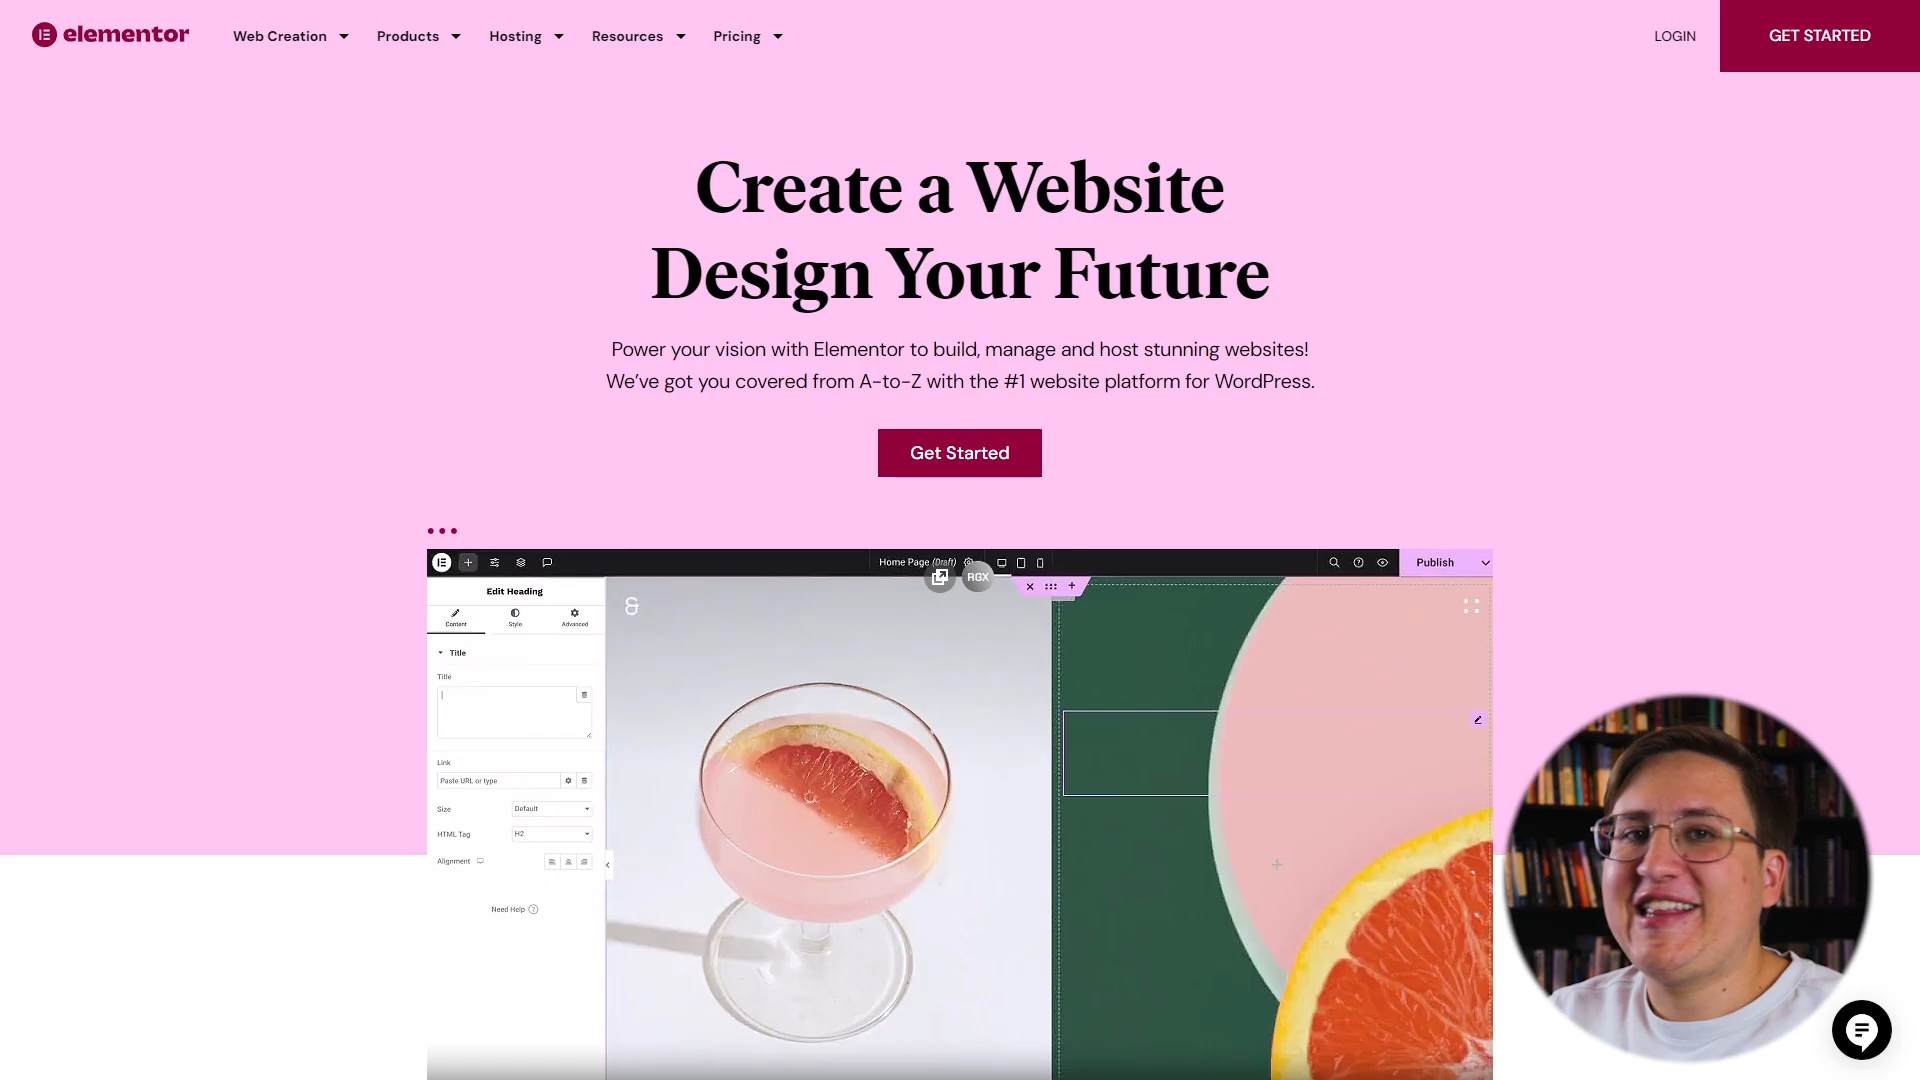 elementor
Web Creation
Products
Hosting
Resources
Pricing
LOGIN
GET STARTED
Create a Website
Design Your Future
Power your vision with Elementor to build, manage and host stunning websites!
We've got you covered from A-to-Z with the #1 website platform for WordPress.
Get Started
Home Page (Draft)
Publish
RGX
Edit Heading
Content
Style
Advanced
Title
Title
Link
Paste URL or type
Size
Default
HTML Tag
H2
Alignment
Need Help
&